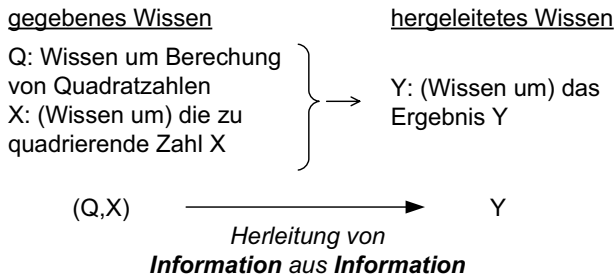 gegebenes Wissen
hergeleitetes Wissen
Q: Wissen um Berechung
von Quadratzahlen
X: (Wissen um) die zu
quadrierende Zahl X
Y: (Wissen um) das
Ergebnis Y
(Q,X)
Y
Herleitung von
Information aus Information